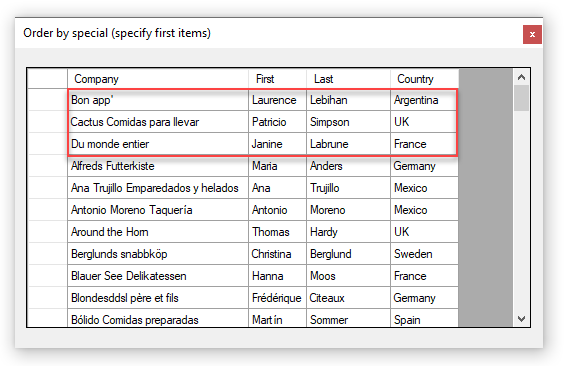 Order by special (specify first items)
x
Company First Last Country
Bon app' Laurence Lebihan Argentina
Cactus Comidas para llevar Patricio Simpson UK
Du monde entier Janine Labrune France
Alfreds Futterkiste Maria Anders Germany
Ana Trujillo Emparedados y helados Ana Trujillo Mexico
Antonio Moreno Taquería Antonio Moreno Mexico
Around the Horn Thomas Hardy UK
Berglunds snabbköp Christina Berglund Sweden
Blauer See Delikatessen Hanna Moos France
Blondesddsl père et fils Frédérique Citeaux Germany
Bólido Comidas preparadas Martín Sommer Spain